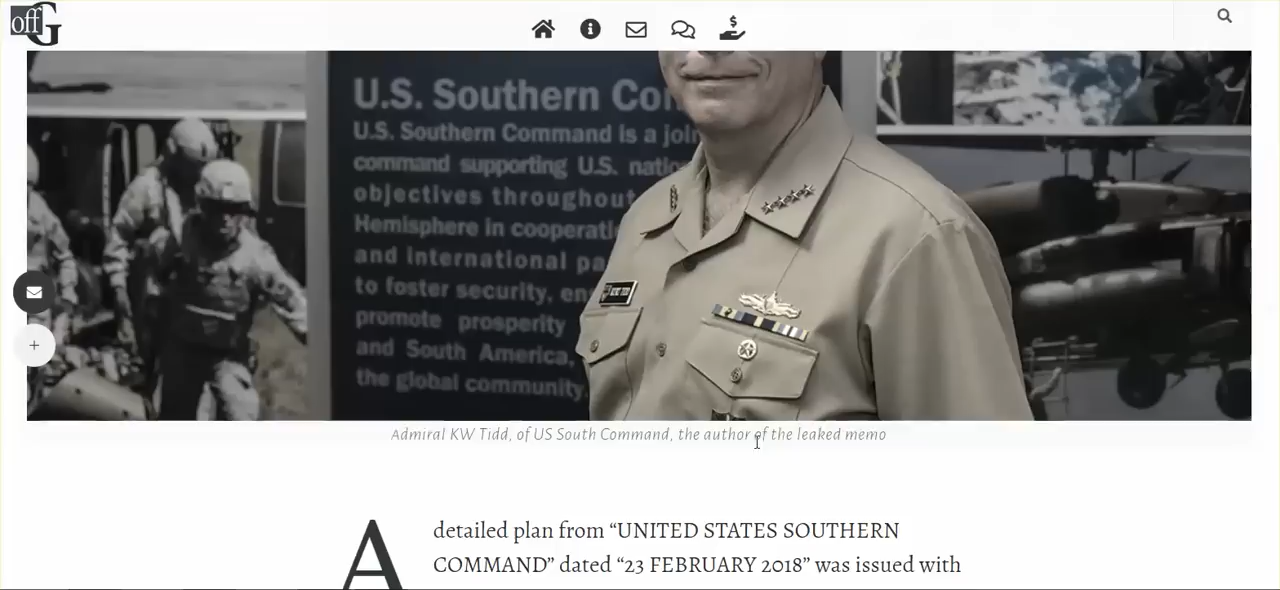 off
G
$
U.S. Southern Com
U.S. Southern Command is a join
command supporting U.S. natio
objectives throughout
Hemisphere in cooperati
and international pa
to foster security, en
promote prosperity
and South America,
the global community.
Admiral KW Tidd, of US South Command, the author of the leaked memo
A detailed plan from “UNITED STATES SOUTHERN
COMMAND” dated “23 FEBRUARY 2018” was issued with